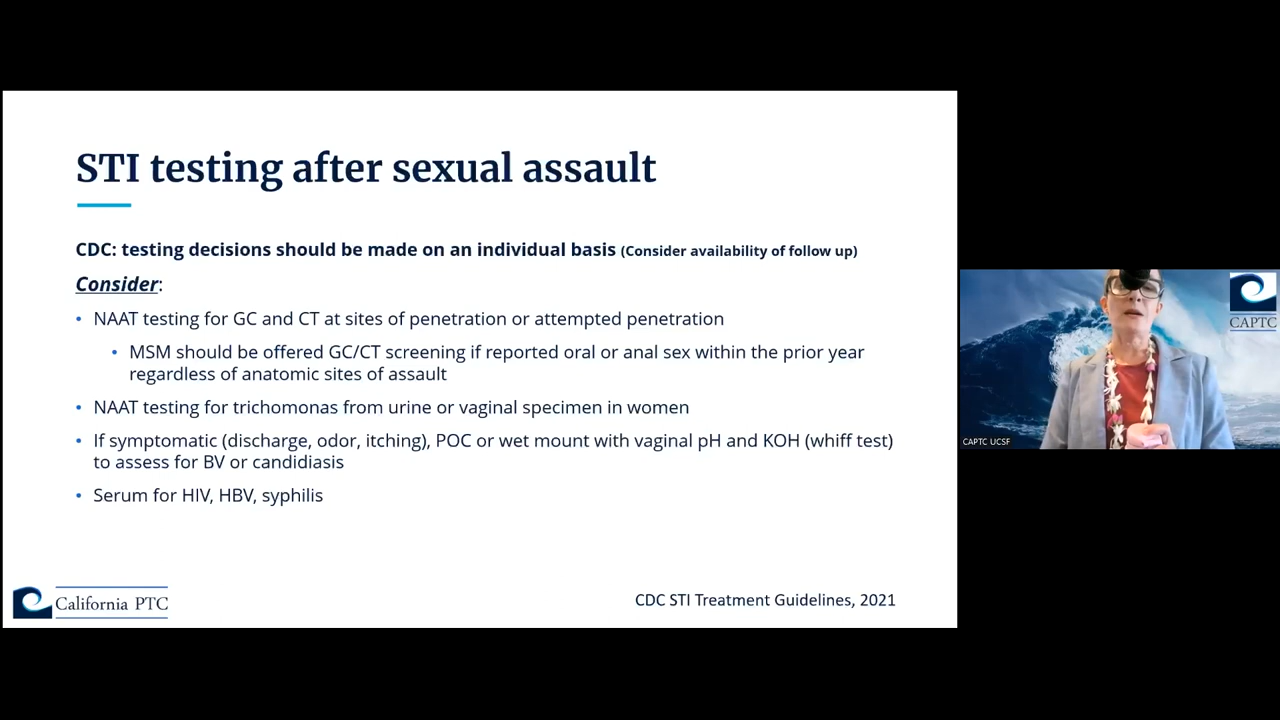 STI testing after sexual assault
CDC: testing decisions should be made on an individual basis (Consider availability of follow up)
Consider:
• NAAT testing for GC and CT at sites of penetration or attempted penetration
• MSM should be offered GC/CT screening if reported oral or anal sex within the prior year
regardless of anatomic sites of assault
• NAAT testing for trichomonas from urine or vaginal specimen in women
• If symptomatic (discharge, odor, itching), POC or wet mount with vaginal pH and KOH (whiff test)
to assess for BV or candidiasis
• Serum for HIV, HBV, syphilis
California PTC
CDC STI Treatment Guidelines, 2021
CAPTC
CAPTC UCSF